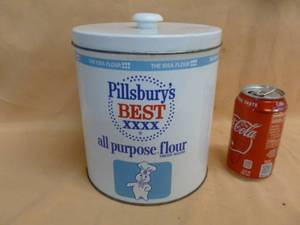 THE XXXX FLOUR
THE XXXX FLOUR
Pillsbury's
BEST
XXXX
all purpose flour
Coca-Cola